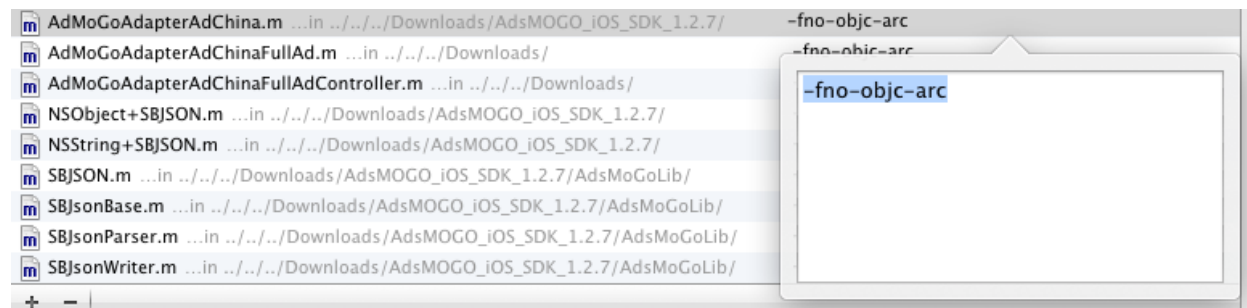 AdMoGoAdapterAdChina.m ...in ../../../Downloads/AdsMOGO_iOS_SDK_1.2.7/ -fno-objc-arc
AdMoGoAdapterAdChinaFullAd.m ...in ../../../Downloads/ -fno-objc-arc
AdMoGoAdapterAdChinaFullAdController.m ...in ../../../Downloads/
-fno-objc-arc
NSObject+SBJSON.m ...in ../../../Downloads/AdsMOGO_iOS_SDK_1.2.7/
NSString+SBJSON.m ...in ../../../Downloads/AdsMOGO_iOS_SDK_1.2.7/
SBJSON.m ...in ../../../Downloads/AdsMOGO_iOS_SDK_1.2.7/AdsMoGoLib/
SBJsonBase.m ...in ../../../Downloads/AdsMOGO_iOS_SDK_1.2.7/AdsMoGoLib/
SBJsonParser.m ...in ../../../Downloads/AdsMOGO_iOS_SDK_1.2.7/AdsMoGoLib/
SBJsonWriter.m ...in ../../../Downloads/AdsMOGO_iOS_SDK_1.2.7/AdsMoGoLib/